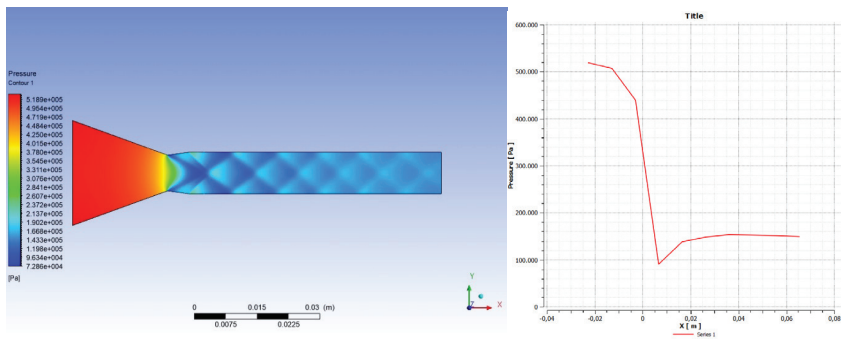 Pressure
Contour 1
5.189e+005
4.954e+005
4.719e+005
4.484e+005
4.250e+005
4.015e+005
3.780e+005
3.545e+005
3.311e+005
3.076e+005
2.841e+005
2.607e+005
2.372e+005
2.137e+005
1.902e+005
1.668e+005
1.433e+005
1.198e+005
9.634e+004
7.286e+004
[Pa]
0 0.015 0.03 (m)
0.0075 0.0225
Y
Z X
Title
Pressure [ Pa ]
600.000
500.000
400.000
300.000
200.000
100.000
0
-0,04 -0,02 0 0,02 0,04 0,06 0,08
X [ m ]
Series 1